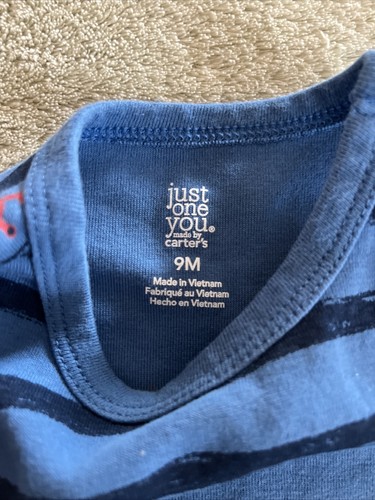 just
one
you®
made by
carter's
9M
Made in Vietnam
Fabriqué au Vietnam
Hecho en Vietnam